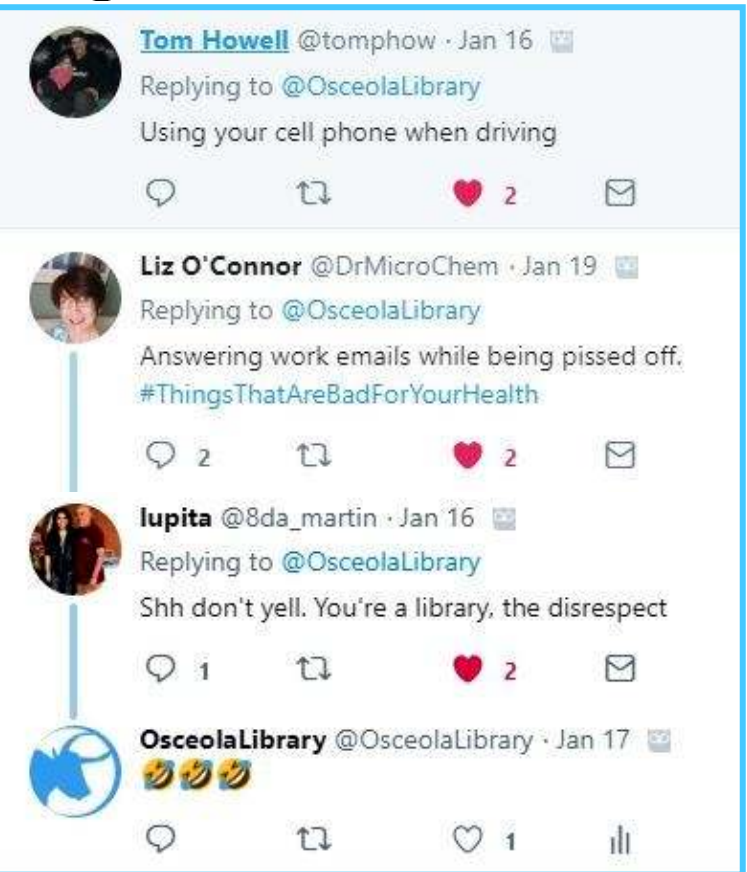 Tom Howell @tomphow · Jan 16
Replying to @OsceolaLibrary
Using your cell phone when driving
2
Liz O'Connor @DrMicroChem · Jan 19
Replying to @OsceolaLibrary
Answering work emails while being pissed off.
#ThingsThatAreBadForYourHealth
2 2
lupita @8da_martin · Jan 16
Replying to @OsceolaLibrary
Shh don't yell. You're a library, the disrespect
1 2
OsceolaLibrary @OsceolaLibrary · Jan 17
🤣🤣🤣
1